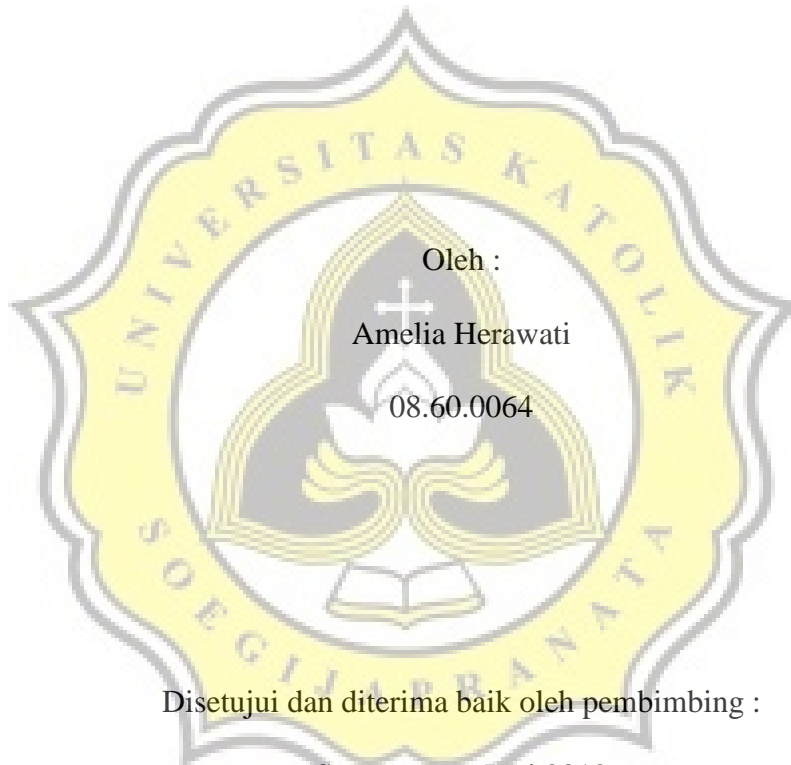 UNIVERSITAS KATOLIK
Oleh :
Amelia Herawati
08.60.0064
SOEGIJAPRANATA
Disetujui dan diterima baik oleh pembimbing :